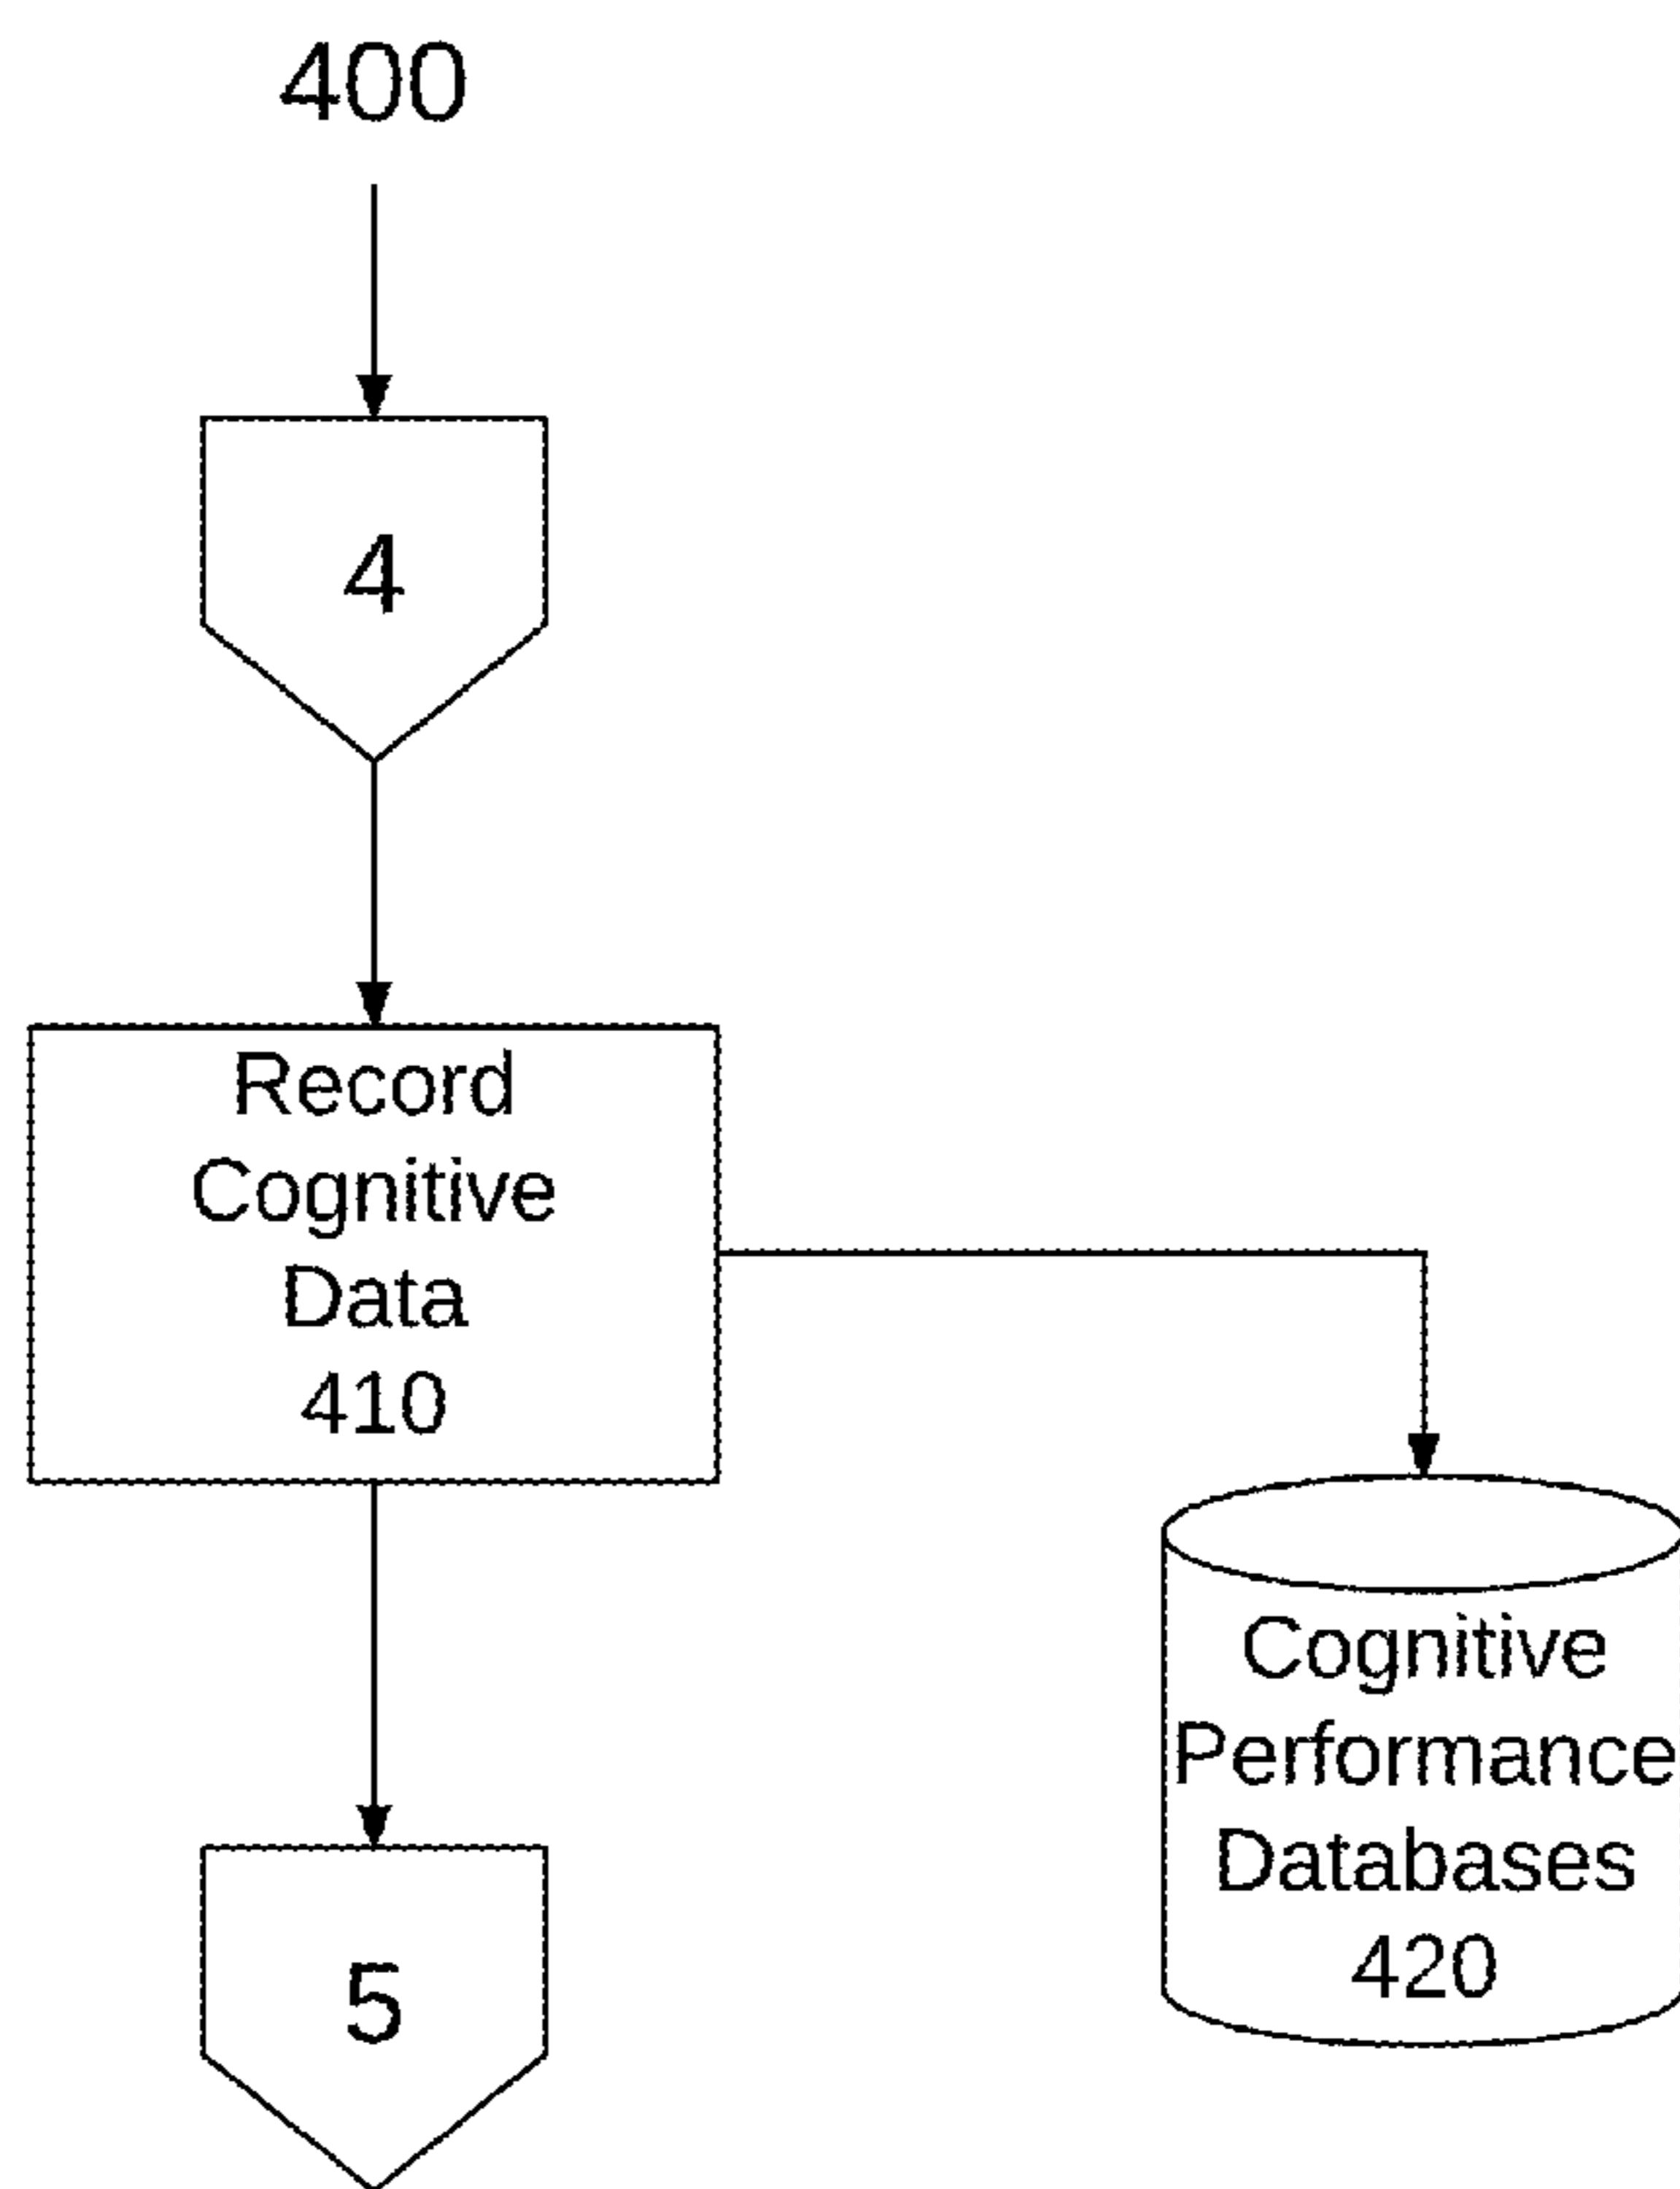 400
4
Record
Cognitive
Data
410
Cognitive
Performance
Databases
420
5